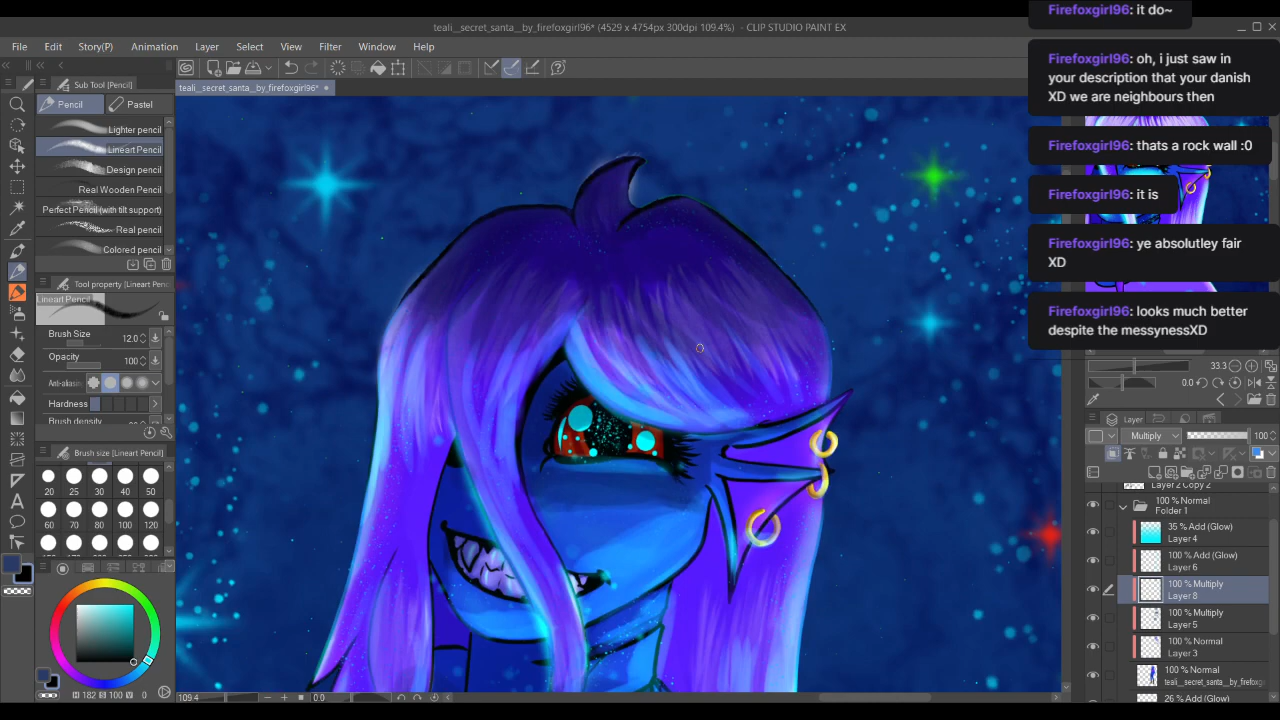 Firefoxgirl96: it do~
teali__secret_santa__by_firefoxgirl96* (4529 x 4754px 300dpi 109.4%) - CLIP STUDIO PAINT EX
File Edit Story(P) Animation Layer Select View Filter Window Help
Firefoxgirl96: oh, i just saw in
your description that your danish
XD we are neighbours then
Firefoxgirl96: thats a rock wall :0
Firefoxgirl96: it is
Firefoxgirl96: ye absolutley fair
XD
Firefoxgirl96: looks much better
despite the messynessXD
Sub Tool [Pencil]
teali__secret_santa__by_firefoxgirl96*
Pencil Pastel
Lighter pencil
Lineart Pencil
Design pencil
Real Wooden Pencil
Perfect Pencil (with tilt support)
Real pencil
Colored pencil
Tool property [Lineart Pencil]
Lineart Pencil
Brush Size 12.0
Opacity 100
Anti-aliasing
Hardness
Brush density
Brush size [Lineart Pencil]
20 25 30 40 50
60 70 80 100 120
H 182 S 100 V 0
109.4 0.0
33.3
0.0
Layer
Multiply 100
Layer 2 Copy 2
100 % Normal
Folder 1
35 % Add (Glow)
Layer 4
100 % Add (Glow)
Layer 6
100 % Multiply
Layer 8
100 % Multiply
Layer 5
100 % Normal
Layer 3
100 % Normal
teali__secret_santa__by_firefoxg
26 % Add (Glow)